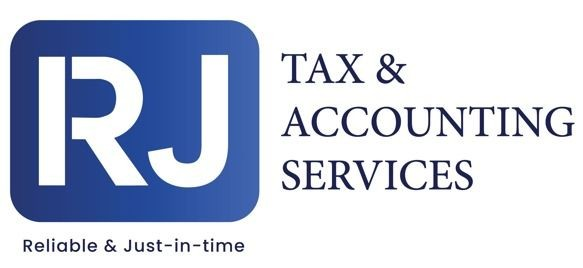 RJ
TAX &
ACCOUNTING
SERVICES
Reliable & Just-in-time